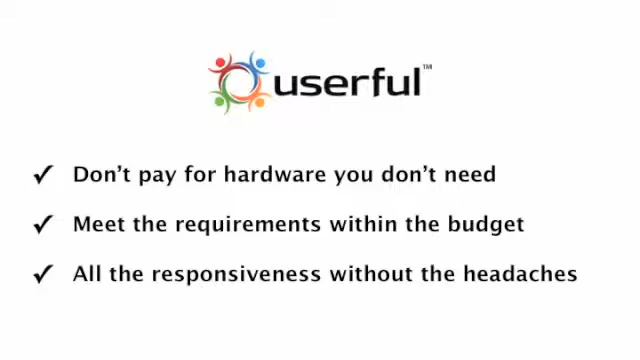 userful™
✓ Don't pay for hardware you don't need
✓ Meet the requirements within the budget
✓ All the responsiveness without the headaches